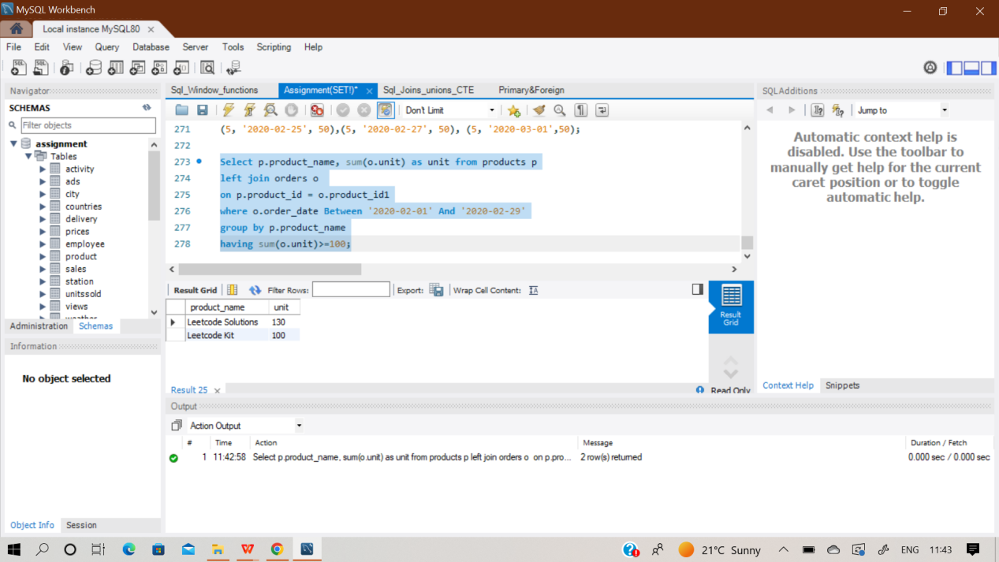 MySQL Workbench
Local instance MySQL80
File Edit View Query Database Server Tools Scripting Help
Navigator
SCHEMAS
Filter objects
assignment
Tables
activity
ads
city
countries
delivery
prices
employee
product
sales
station
unitssold
views
weather
Administration Schemas
Information
No object selected
Object Info Session
Sql_Window_functions Assignment(SET!)* Sql_Joins_unions_CTE Primary&Foreign
Don't Limit
271 (5, '2020-02-25', 50),(5, '2020-02-27', 50), (5, '2020-03-01',50);
272
273 Select p.product_name, sum(o.unit) as unit from products p
274 left join orders o
275 on p.product_id = o.product_id1
276 where o.order_date Between '2020-02-01' And '2020-02-29'
277 group by p.product_name
278 having sum(o.unit)>=100;
Result Grid Filter Rows: Export: Wrap Cell Content:
product_name unit
Leetcode Solutions 130
Leetcode Kit 100
Result Grid
Result 25
Read Only
Output
Action Output
# Time Action Message Duration / Fetch
1 11:42:58 Select p.product_name, sum(o.unit) as unit from products p left join orders o on p.pro... 2 row(s) returned 0.000 sec / 0.000 sec
SQLAdditions
Jump to
Automatic context help is
disabled. Use the toolbar to
manually get help for the current
caret position or to toggle
automatic help.
Context Help Snippets
21°C Sunny ENG 11:43